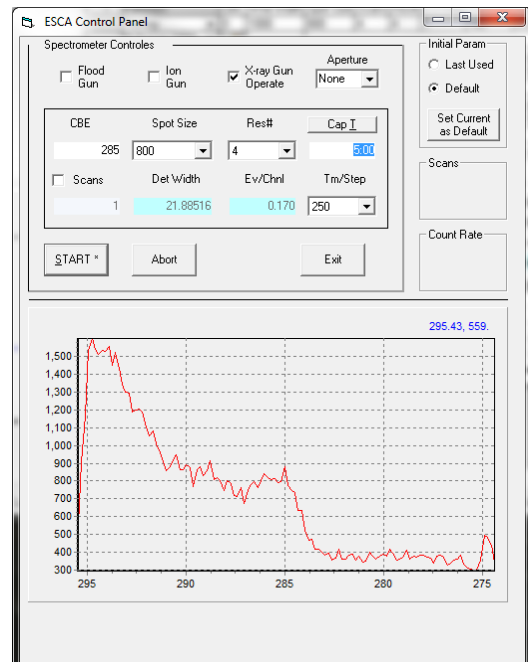 ESCA Control Panel
Spectrometer Controles
Flood Gun
Ion Gun
X-ray Gun Operate
Aperture
None
CBE
Spot Size
Res#
Cap T
285
800
4
5:00
Scans
Det Width
Ev/Chnl
Tm/Step
1
21.88516
0.170
250
START *
Abort
Exit
Initial Param
Last Used
Default
Set Current
as Default
Scans
Count Rate
295.43, 559.
1,500
1,400
1,300
1,200
1,100
1,000
900
800
700
600
500
400
300
295
290
285
280
275